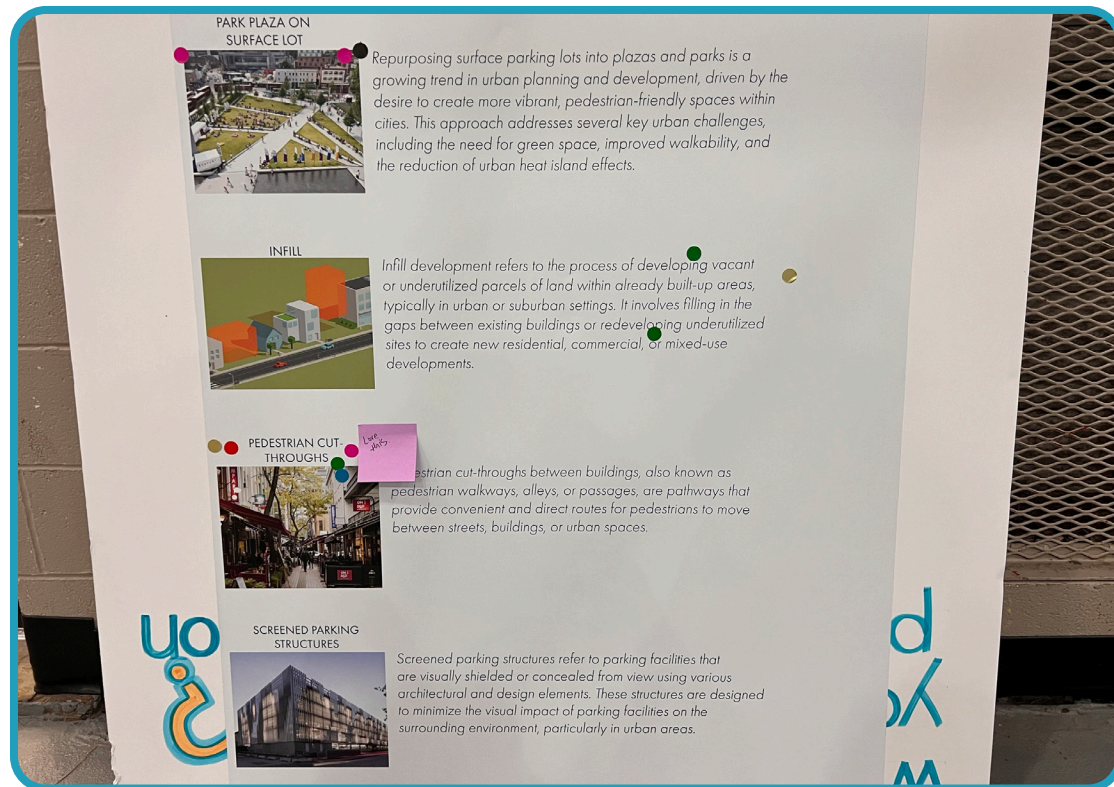 PARK PLAZA ON
SURFACE LOT
Repurposing surface parking lots into plazas and parks is a
growing trend in urban planning and development, driven by the
desire to create more vibrant, pedestrian-friendly spaces within
cities. This approach addresses several key urban challenges,
including the need for green space, improved walkability, and
the reduction of urban heat island effects.
INFILL
Infill development refers to the process of developing vacant
or underutilized parcels of land within already built-up areas,
typically in urban or suburban settings. It involves filling in the
gaps between existing buildings or redeveloping underutilized
sites to create new residential, commercial, or mixed-use
developments.
PEDESTRIAN CUT-
THROUGHS
Love
this.
estrian cut-throughs between buildings, also known as
pedestrian walkways, alleys, or passages, are pathways that
provide convenient and direct routes for pedestrians to move
between streets, buildings, or urban spaces.
SCREENED PARKING
STRUCTURES
Screened parking structures refer to parking facilities that
are visually shielded or concealed from view using various
architectural and design elements. These structures are designed
to minimize the visual impact of parking facilities on the
surrounding environment, particularly in urban areas.